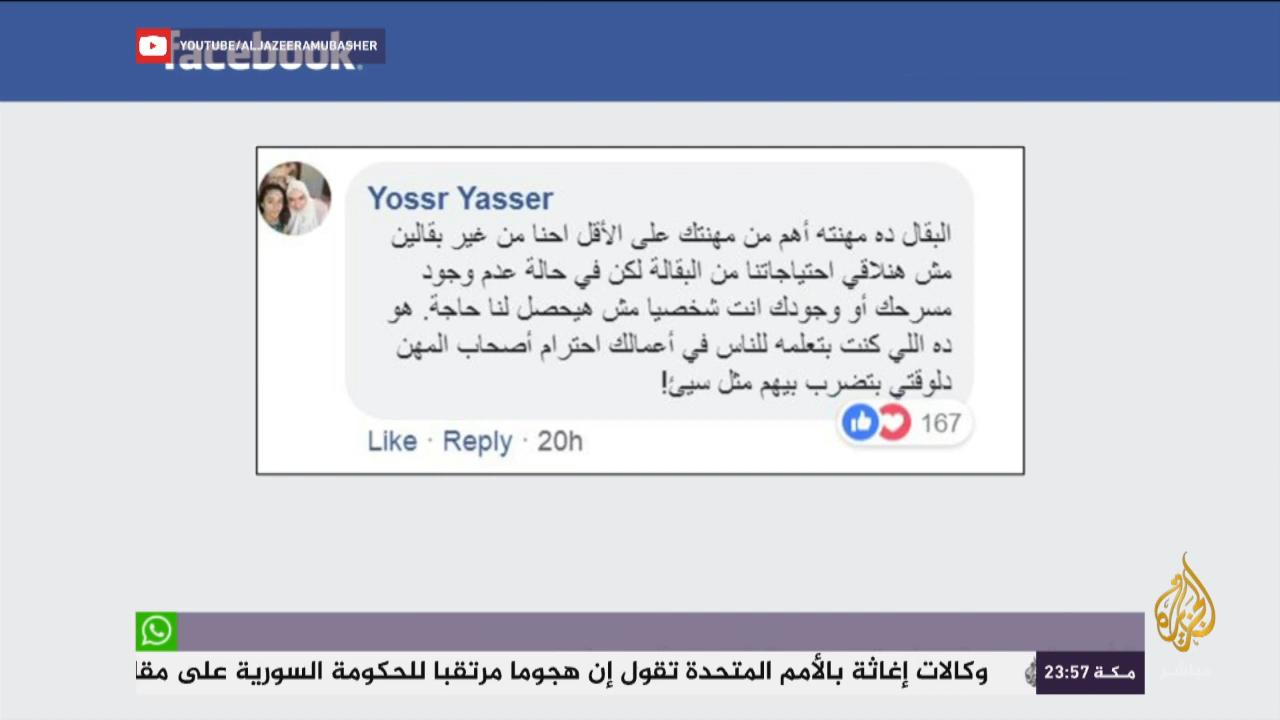 facebook.
YOUTUBE/ALJAZEERAMUBASHER
Yossr Yasser
البقال ده مهنته أهم من مهنتك على الأقل احنا من غير بقالين
مش هنلاقي احتياجاتنا من البقالة لكن في حالة عدم وجود
مسرحك أو وجودك انت شخصيا مش هيحصل لنا حاجة. هو
ده اللي كنت بتعلمه للناس في أعمالك احترام أصحاب المهن
دلوقتي بتضرب بيهم مثل سيئ!
167
Like · Reply · 20h
الجزيرة
مباشر
مكة 23:57
وكالات إغاثة بالأمم المتحدة تقول إن هجوما مرتقبا للحكومة السورية على